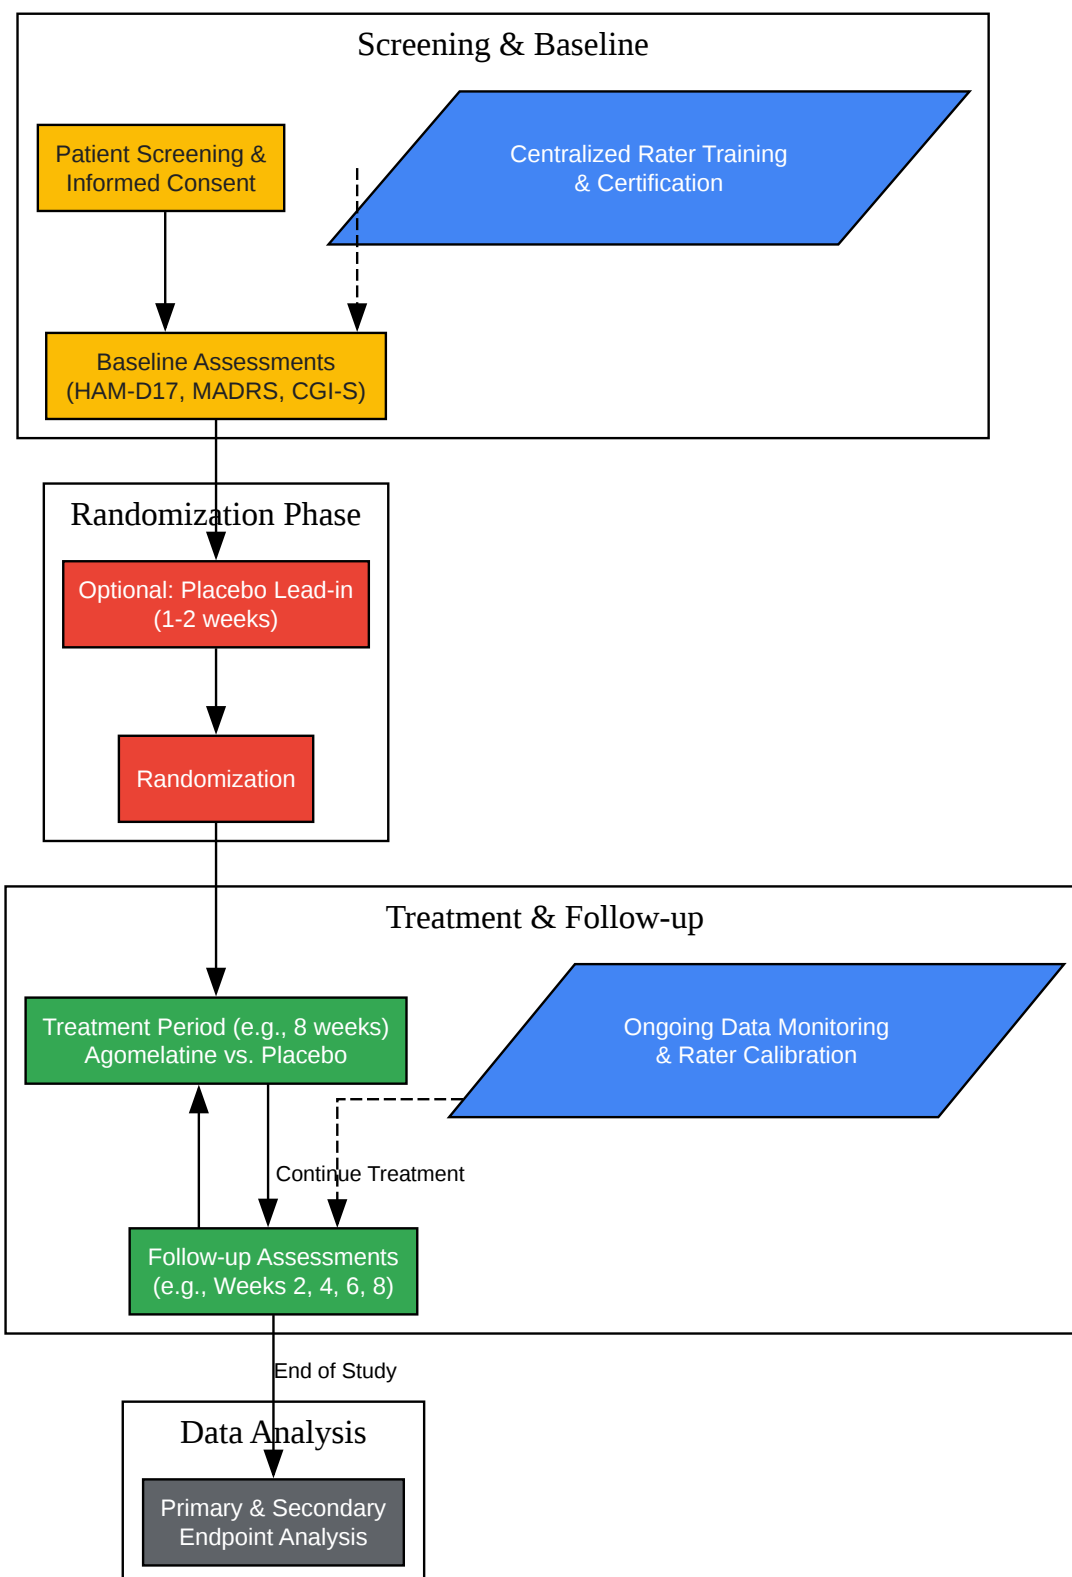 Screening & Baseline
Patient Screening &
Informed Consent
Centralized Rater Training
& Certification
Baseline Assessments
(HAM-D17, MADRS, CGI-S)
Randomization Phase
Optional: Placebo Lead-in
(1-2 weeks)
Randomization
Treatment & Follow-up
Treatment Period (e.g., 8 weeks)
Agomelatine vs. Placebo
Ongoing Data Monitoring
& Rater Calibration
Continue Treatment
Follow-up Assessments
(e.g., Weeks 2, 4, 6, 8)
End of Study
Data Analysis
Primary & Secondary
Endpoint Analysis